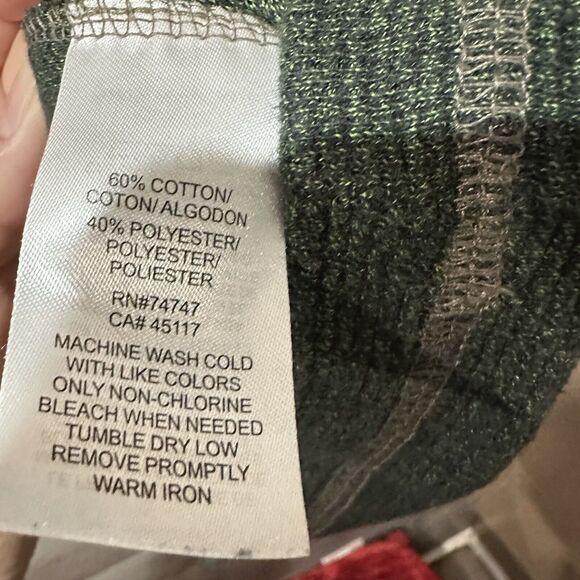 60% COTTON/
COTON/ ALGODON
40% POLYESTER/
POLYESTER/
POLIESTER
RN#74747
CA# 45117
MACHINE WASH COLD
WITH LIKE COLORS
ONLY NON-CHLORINE
BLEACH WHEN NEEDED
TUMBLE DRY LOW
REMOVE PROMPTLY
WARM IRON